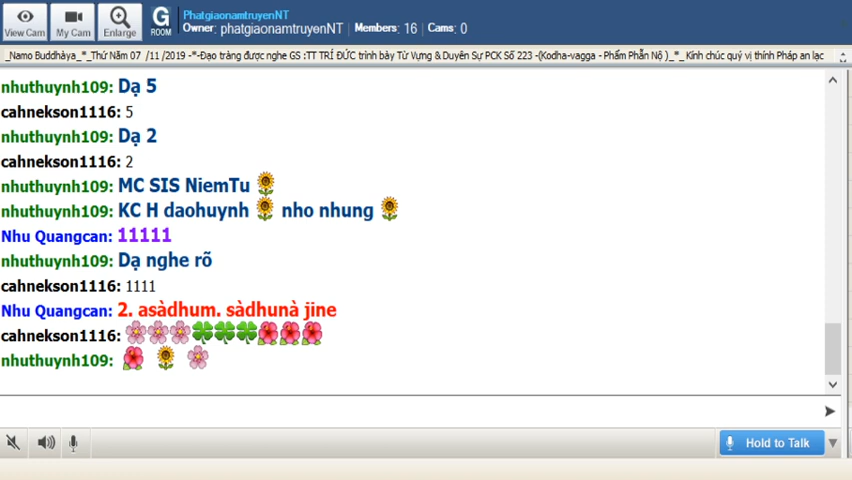 View Cam
My Cam
Enlarge
G
ROOM
PhatgiaonamtruyenNT
Owner: phatgiaonamtruyenNT | Members: 16 | Cams: 0
_Namo Buddhàya_*_Thứ Năm 07 /11 /2019 -*-Đạo tràng được nghe GS :TT TRÍ ĐỨC trình bày Từ Vựng & Duyên Sự PCK Số 223 -(Kodha-vagga - Phẩm Phẫn Nộ )_*_ Kính chúc quý vị thính Pháp an lạc
nhuthuynh109: Dạ 5
cahnekson1116: 5
nhuthuynh109: Dạ 2
cahnekson1116: 2
nhuthuynh109: MC SIS NiemTu
nhuthuynh109: KC H daohuynh nho nhung
Nhu Quangcan: 11111
nhuthuynh109: Dạ nghe rõ
cahnekson1116: 1111
Nhu Quangcan: 2. asàdhum. sàdhunà jine
cahnekson1116:
nhuthuynh109:
Hold to Talk